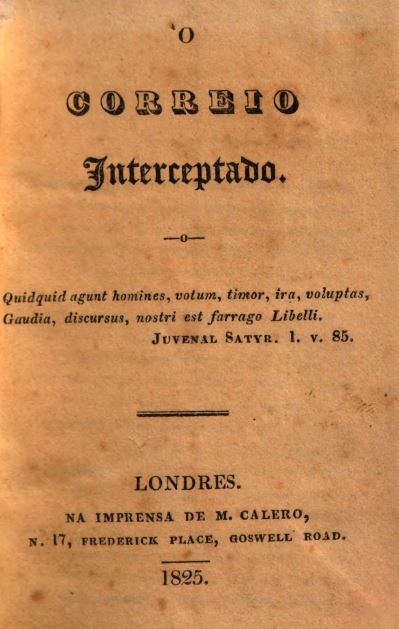 O
CORREIO
Interceptado.
—o—
Quidquid agunt homines, votum, timor, ira, voluptas,
Gaudia, discursus, nostri est farrago Libelli.
JUVENAL SATYR. 1. v. 85.
LONDRES.
NA IMPRENSA DE M. CALERO,
N. 17, FREDERICK PLACE, GOSWELL ROAD.
1825.